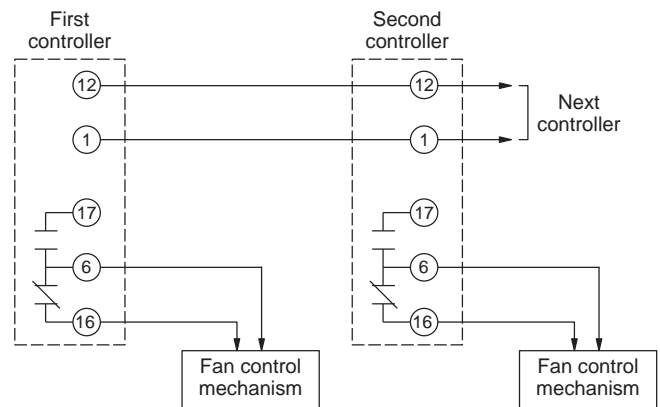 First
controller
Second
controller
12
12
Next
controller
1
1
17
17
6
6
16
16
Fan control
mechanism
Fan control
mechanism